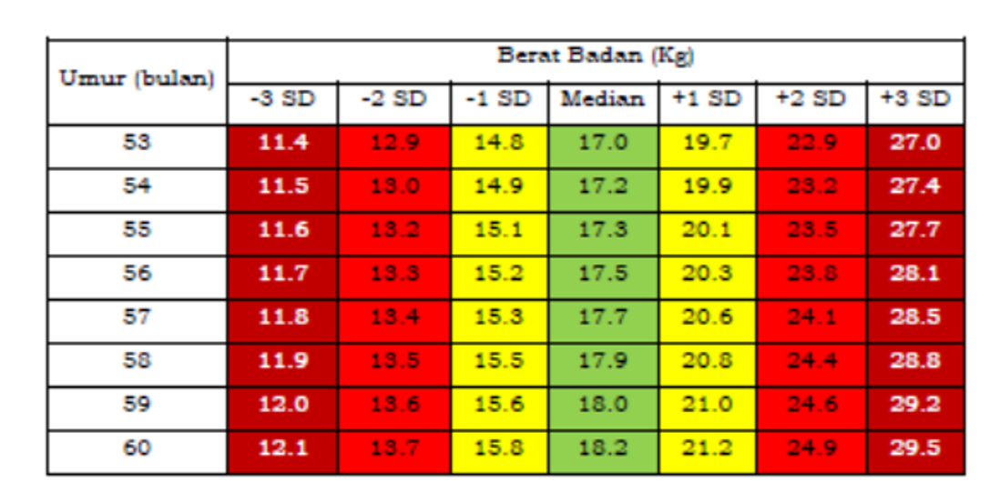 Umur (bulan) Berat Badan (Kg)
-3 SD -2 SD -1 SD Median +1 SD +2 SD +3 SD
53 11.4 12.9 14.8 17.0 19.7 22.9 27.0
54 11.5 13.0 14.9 17.2 19.9 23.2 27.4
55 11.6 13.2 15.1 17.3 20.1 23.5 27.7
56 11.7 13.3 15.2 17.5 20.3 23.8 28.1
57 11.8 13.4 15.3 17.7 20.6 24.1 28.5
58 11.9 13.5 15.5 17.9 20.8 24.4 28.8
59 12.0 13.6 15.6 18.0 21.0 24.6 29.2
60 12.1 13.7 15.8 18.2 21.2 24.9 29.5